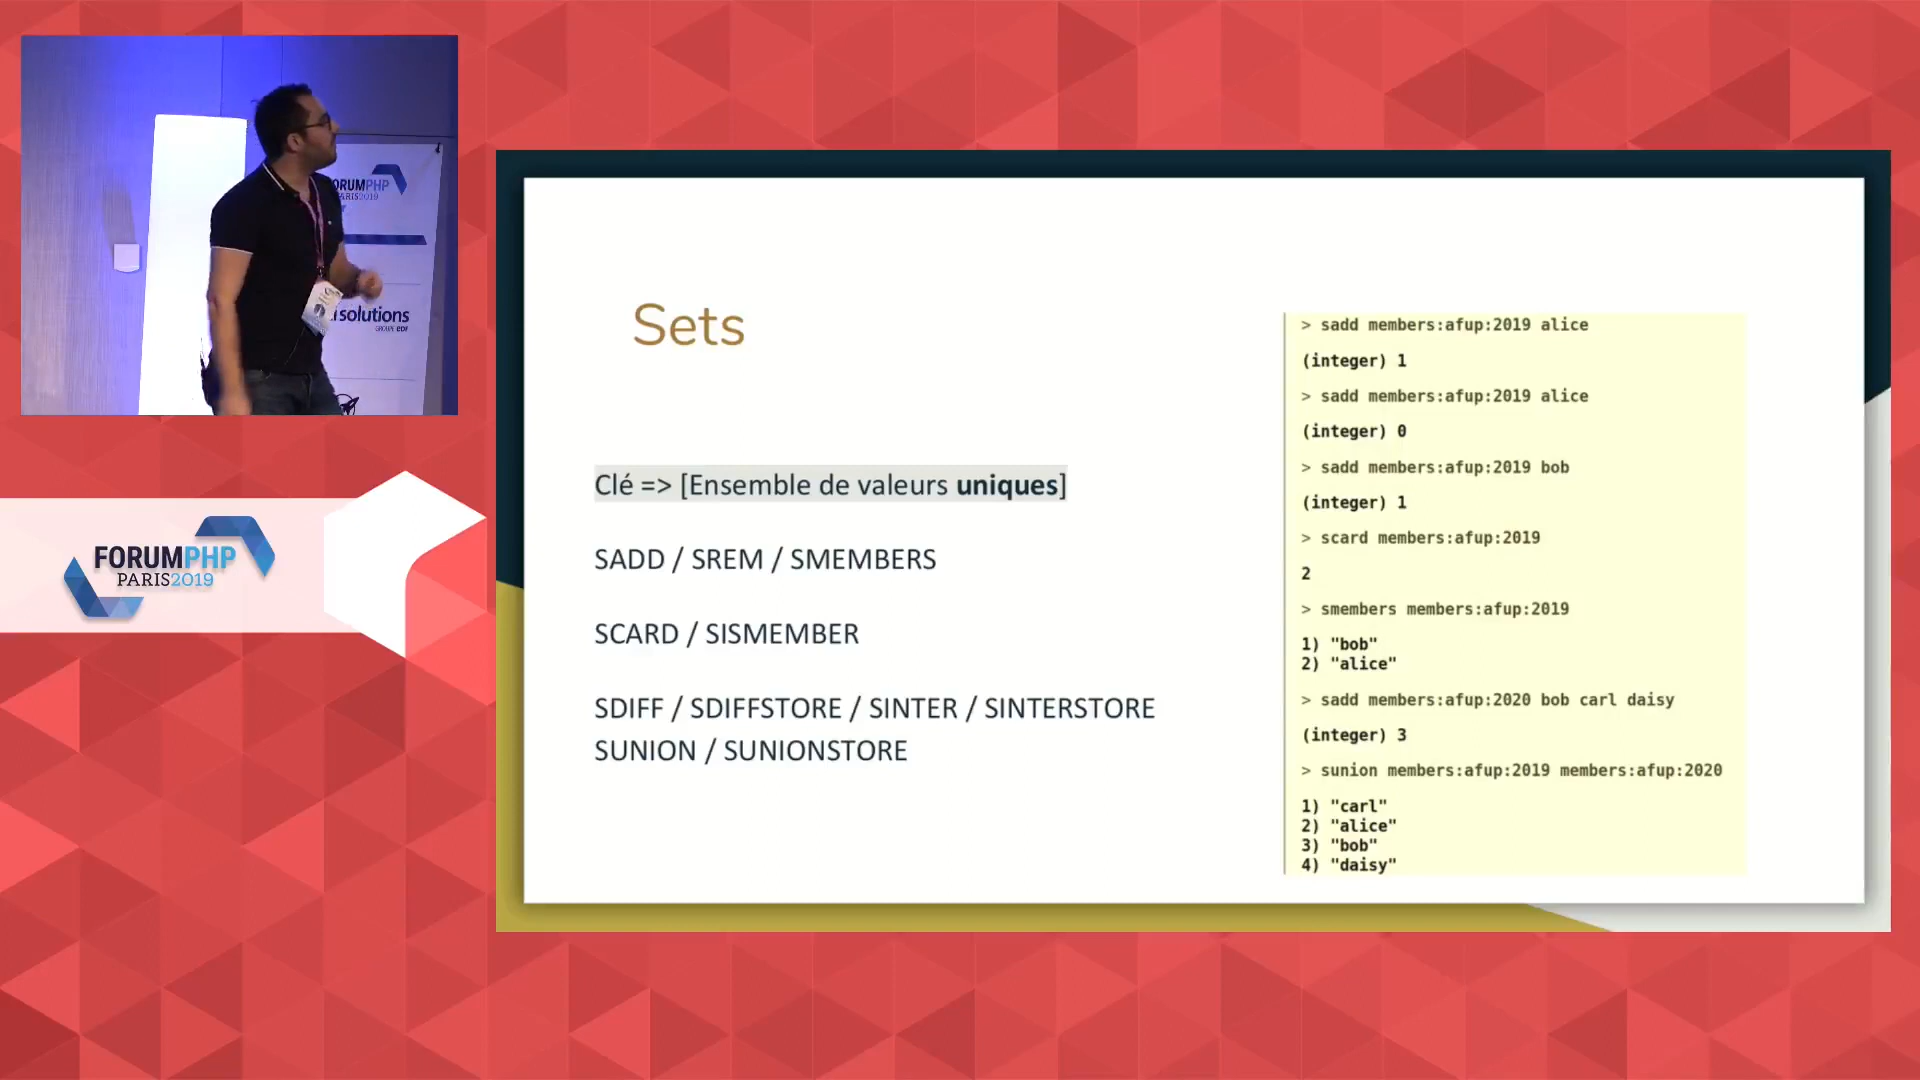 ORUMPHP
PARIS2019
solutions
GROUPE EDF
FORUMPHP
PARIS2019
Sets
Clé => [Ensemble de valeurs uniques]
SADD / SREM / SMEMBERS
SCARD / SISMEMBER
SDIFF / SDIFFSTORE / SINTER / SINTERSTORE
SUNION / SUNIONSTORE
> sadd members:afup:2019 alice
(integer) 1
> sadd members:afup:2019 alice
(integer) 0
> sadd members:afup:2019 bob
(integer) 1
> scard members:afup:2019
2
> smembers members:afup:2019
1) "bob"
2) "alice"
> sadd members:afup:2020 bob carl daisy
(integer) 3
> sunion members:afup:2019 members:afup:2020
1) "carl"
2) "alice"
3) "bob"
4) "daisy"